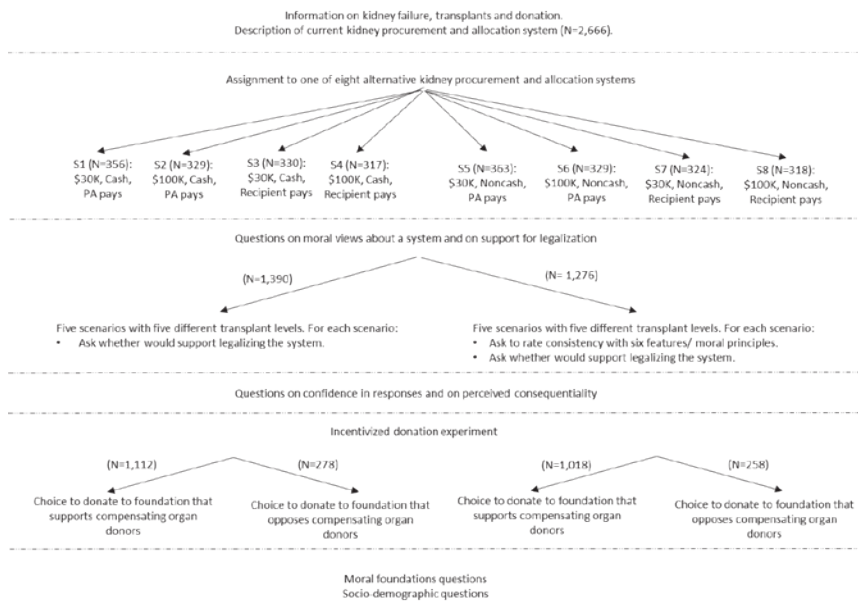 Information on kidney failure, transplants and donation.
Description of current kidney procurement and allocation system (N=2,666).
Assignment to one of eight alternative kidney procurement and allocation systems
S1 (N=356):
$30K, Cash,
PA pays
S2 (N=329):
$100K, Cash,
PA pays
S3 (N=330):
$30K, Cash,
Recipient pays
S4 (N=317):
$100K, Cash,
Recipient pays
S5 (N=363):
$30K, Noncash,
PA pays
S6 (N=329):
$100K, Noncash,
PA pays
S7 (N=324):
$30K, Noncash,
Recipient pays
S8 (N=318):
$100K, Noncash,
Recipient pays
Questions on moral views about a system and on support for legalization
(N=1,390)
(N= 1,276)
Five scenarios with five different transplant levels. For each scenario:
• Ask whether would support legalizing the system.
Five scenarios with five different transplant levels. For each scenario:
• Ask to rate consistency with six features/ moral principles.
• Ask whether would support legalizing the system.
Questions on confidence in responses and on perceived consequentiality
Incentivized donation experiment
(N=1,112)
(N=278)
(N=1,018)
(N=258)
Choice to donate to foundation that
supports compensating organ
donors
Choice to donate to foundation that
opposes compensating organ
donors
Choice to donate to foundation that
supports compensating organ
donors
Choice to donate to foundation that
opposes compensating organ
donors
Moral foundations questions
Socio-demographic questions